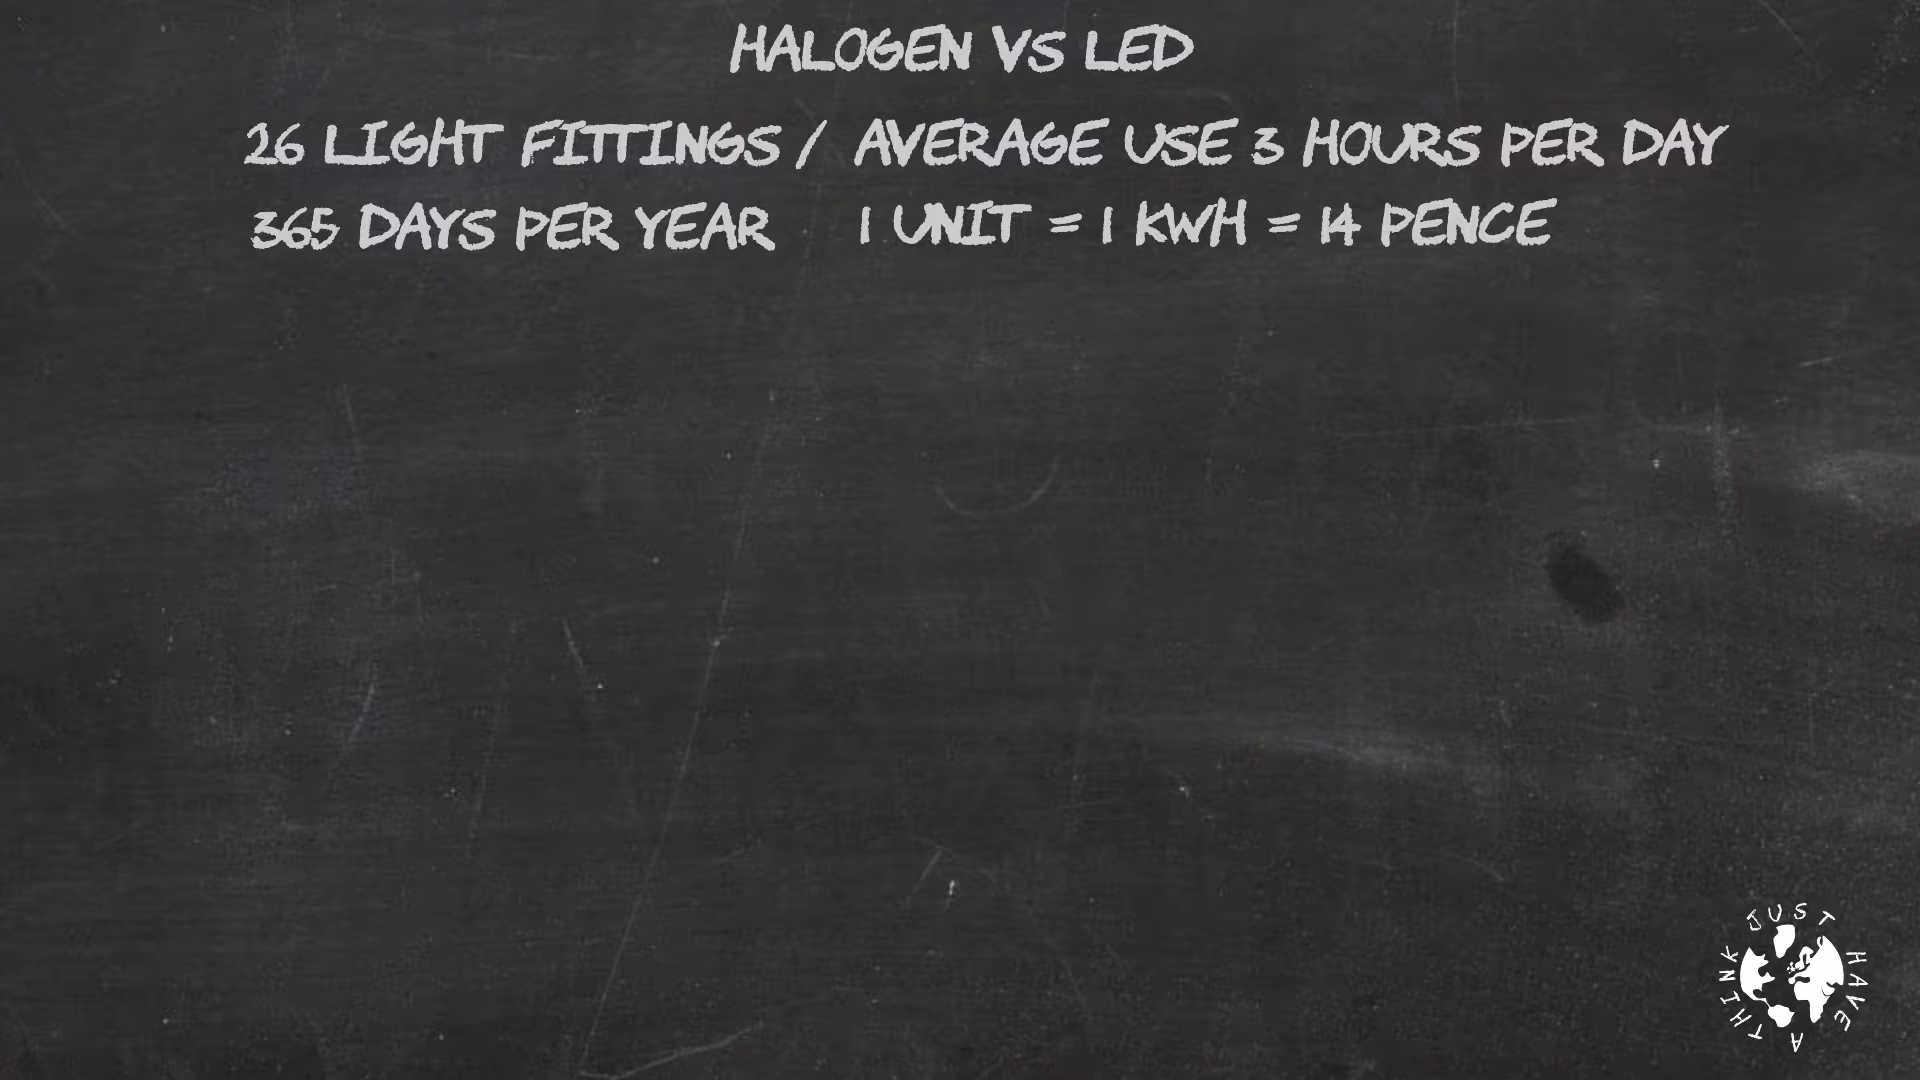 HALOGEN VS LED
26 LIGHT FITTINGS / AVERAGE USE 3 HOURS PER DAY
365 DAYS PER YEAR 1 UNIT = 1 KWH = 14 PENCE
JUST HAVE A THINK